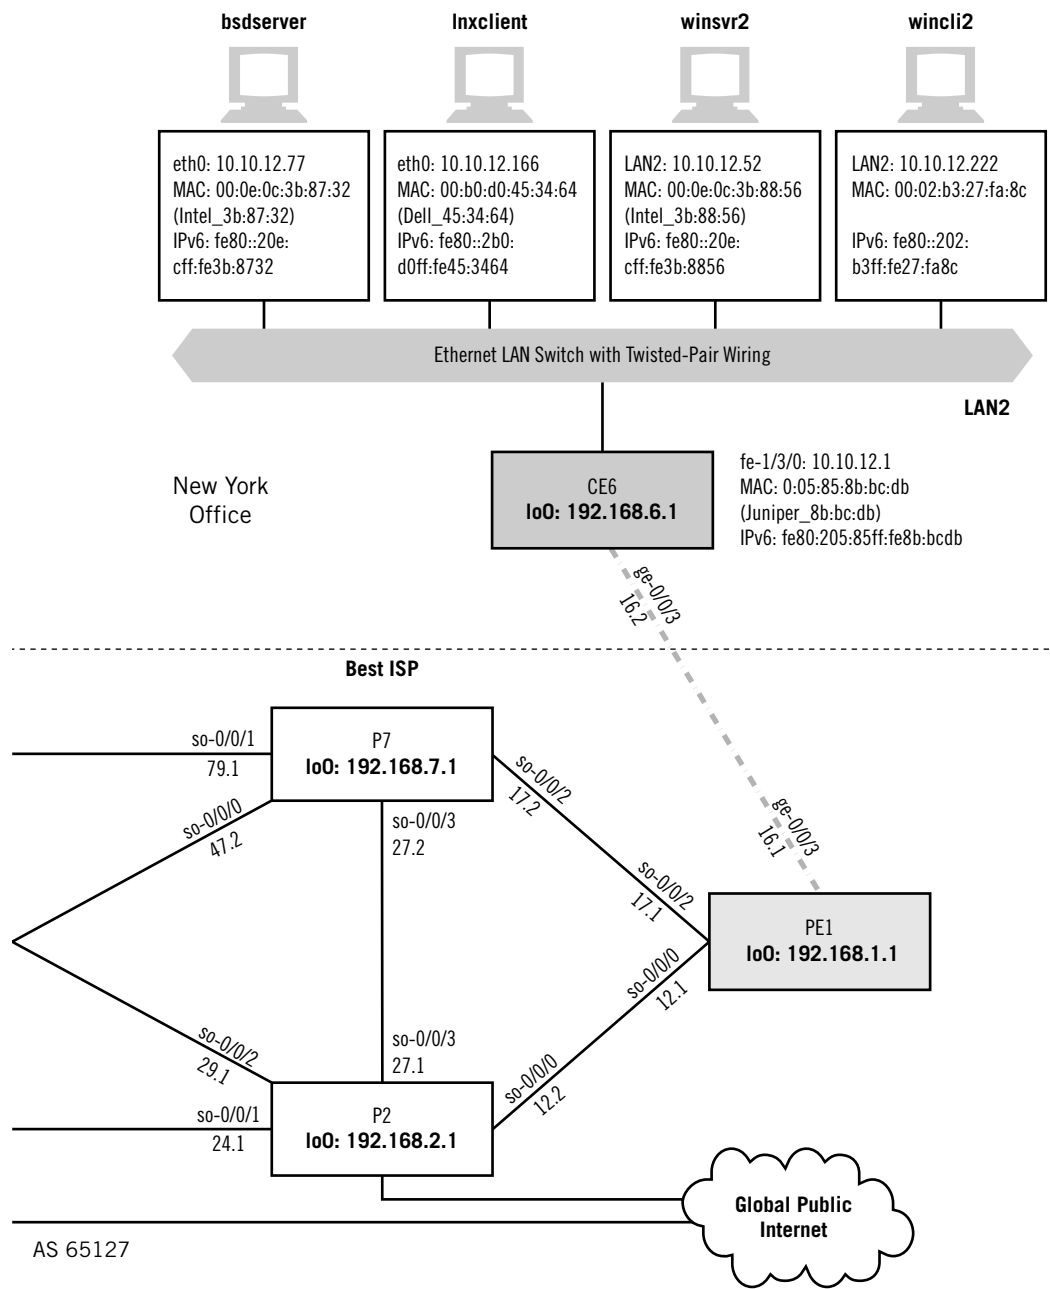 bsdserver
lnxclient
winsvr2
wincli2
eth0: 10.10.12.77
MAC: 00:0e:0c:3b:87:32
(Intel_3b:87:32)
IPv6: fe80::20e:
cff:fe3b:8732
eth0: 10.10.12.166
MAC: 00:b0:d0:45:34:64
(Dell_45:34:64)
IPv6: fe80::2b0:
d0ff:fe45:3464
LAN2: 10.10.12.52
MAC: 00:0e:0c:3b:88:56
(Intel_3b:88:56)
IPv6: fe80::20e:
cff:fe3b:8856
LAN2: 10.10.12.222
MAC: 00:02:b3:27:fa:8c
IPv6: fe80::202:
b3ff:fe27:fa8c
Ethernet LAN Switch with Twisted-Pair Wiring
LAN2
New York
Office
CE6
lo0: 192.168.6.1
fe-1/3/0: 10.10.12.1
MAC: 0:05:85:8b:bc:db
(Juniper_8b:bc:db)
IPv6: fe80:205:85ff:fe8b:bcdb
ge-0/0/3
16.2
Best ISP
so-0/0/1
79.1
P7
lo0: 192.168.7.1
so-0/0/2
17.2
so-0/0/0
47.2
so-0/0/3
27.2
ge-0/0/3
16.1
so-0/0/2
17.1
PE1
lo0: 192.168.1.1
so-0/0/0
12.1
so-0/0/2
29.1
so-0/0/3
27.1
so-0/0/0
12.2
so-0/0/1
24.1
P2
lo0: 192.168.2.1
Global Public
Internet
AS 65127